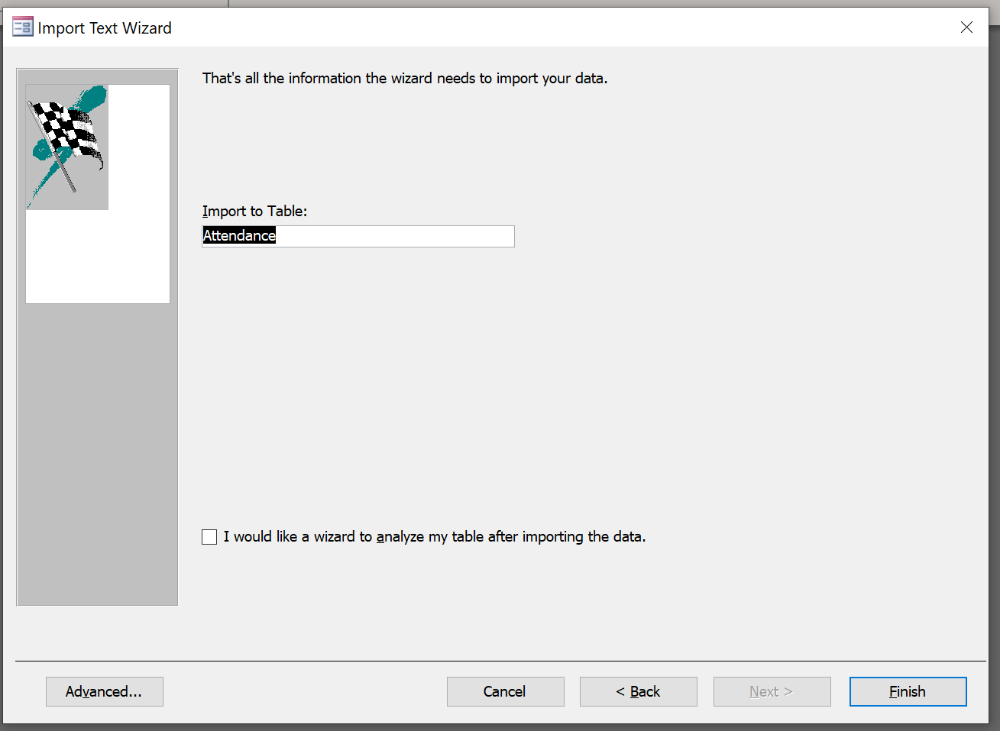 Import Text Wizard
That's all the information the wizard needs to import your data.
Import to Table:
Attendance
I would like a wizard to analyze my table after importing the data.
Advanced...
Cancel
< Back
Next >
Finish